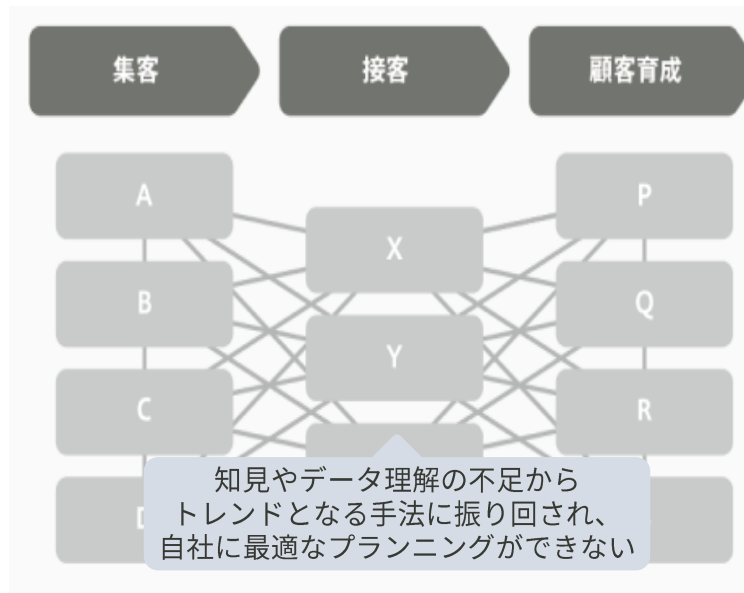 集客
接客
顧客育成
A
P
X
B
Q
Y
C
R
知見やデータ理解の不足から
トレンドとなる手法に振り回され、
自社に最適なプランニングができない